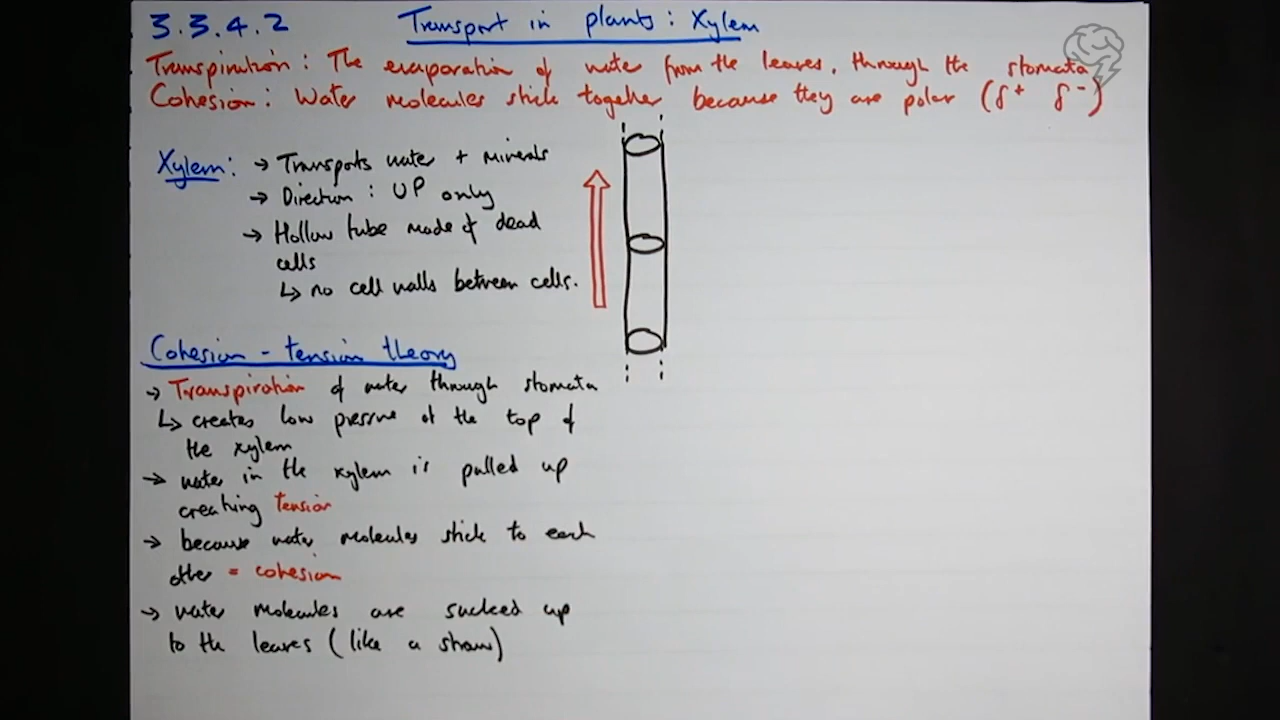 3.3.4.2 Transport in plants: Xylem
Transpiration: The evaporation of water from the leaves, through the stomata
Cohesion: Water molecules stick together because they are polar (δ+ δ-)
Xylem: → Transports water + minerals
→ Direction: UP only
→ Hollow tube made of dead
cells
↳ no cell walls between cells.
Cohesion - tension theory
→ Transpiration of water through stomata
↳ creates low pressure at the top of
the xylem
→ water in the xylem is pulled up
creating tension
→ because water molecules stick to each
other = cohesion
→ water molecules are sucked up
to the leaves (like a straw)